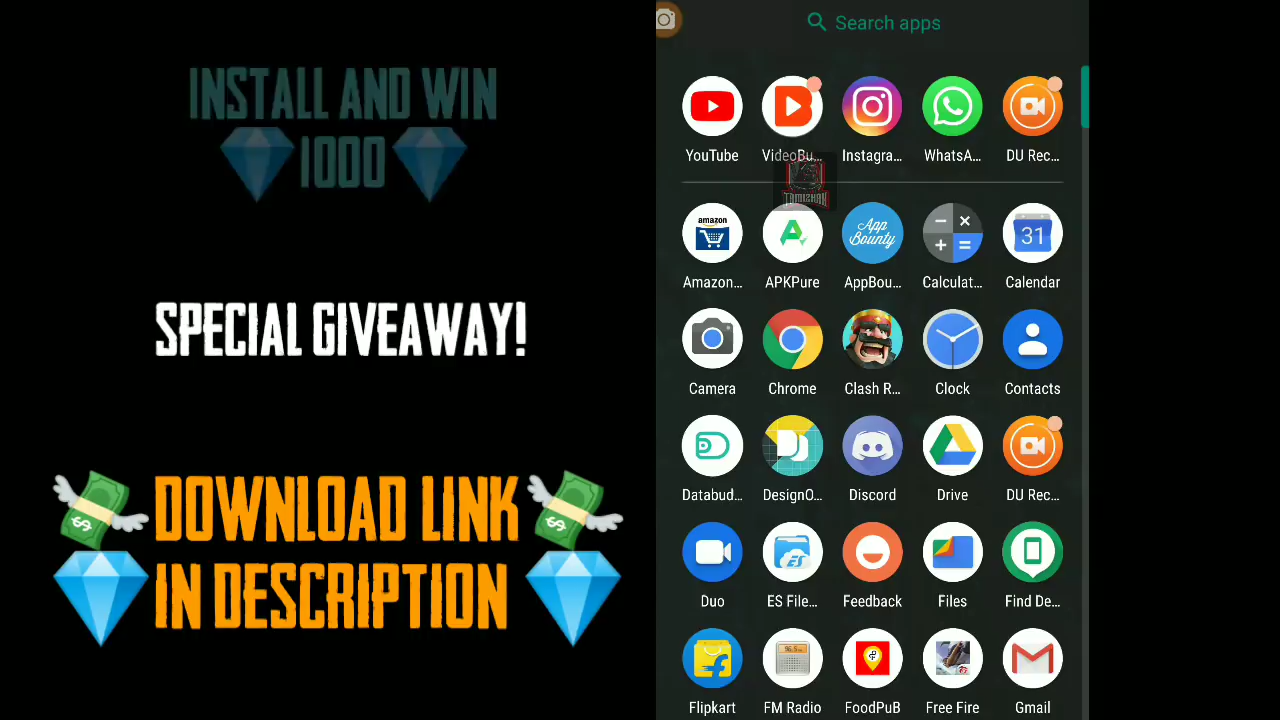 INSTALL AND WIN
1000
SPECIAL GIVEAWAY!
DOWNLOAD LINK
IN DESCRIPTION
Search apps
YouTube VideoBu... Instagra... WhatsA... DU Rec...
TAMIZHAN
amazon App Bounty 31
Amazon... APKPure AppBou... Calculat... Calendar
Camera Chrome Clash R... Clock Contacts
Databud... DesignO... Discord Drive DU Rec...
ES
Duo ES File... Feedback Files Find De...
Flipkart FM Radio FoodPuB Free Fire Gmail